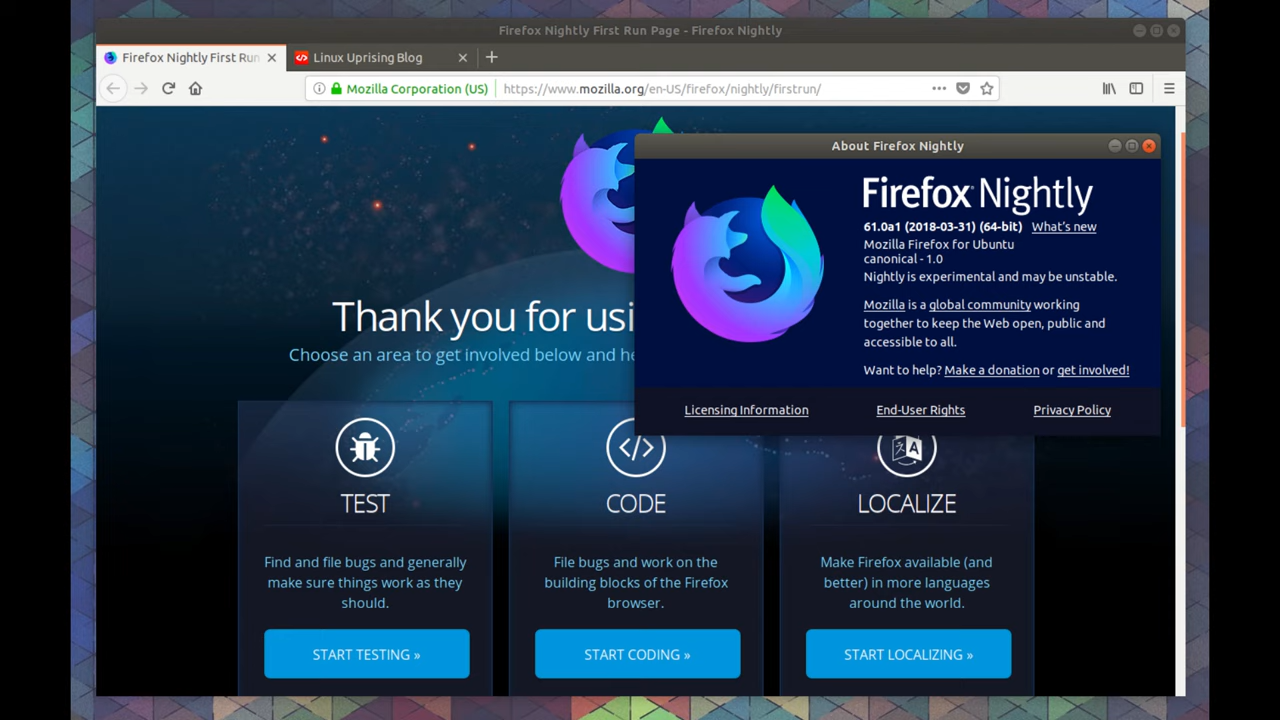 Firefox Nightly First Run Page - Firefox Nightly
Firefox Nightly First Run
Linux Uprising Blog
Mozilla Corporation (US)
https://www.mozilla.org/en-US/firefox/nightly/firstrun/
About Firefox Nightly
Firefox Nightly
61.0a1 (2018-03-31) (64-bit) What's new
Mozilla Firefox for Ubuntu
canonical - 1.0
Nightly is experimental and may be unstable.
Mozilla is a global community working
together to keep the Web open, public and
accessible to all.
Want to help? Make a donation or get involved!
Licensing Information End-User Rights Privacy Policy
Thank you for usi
Choose an area to get involved below and he
TEST
Find and file bugs and generally
make sure things work as they
should.
START TESTING »
CODE
File bugs and work on the
building blocks of the Firefox
browser.
START CODING »
LOCALIZE
Make Firefox available (and
better) in more languages
around the world.
START LOCALIZING »